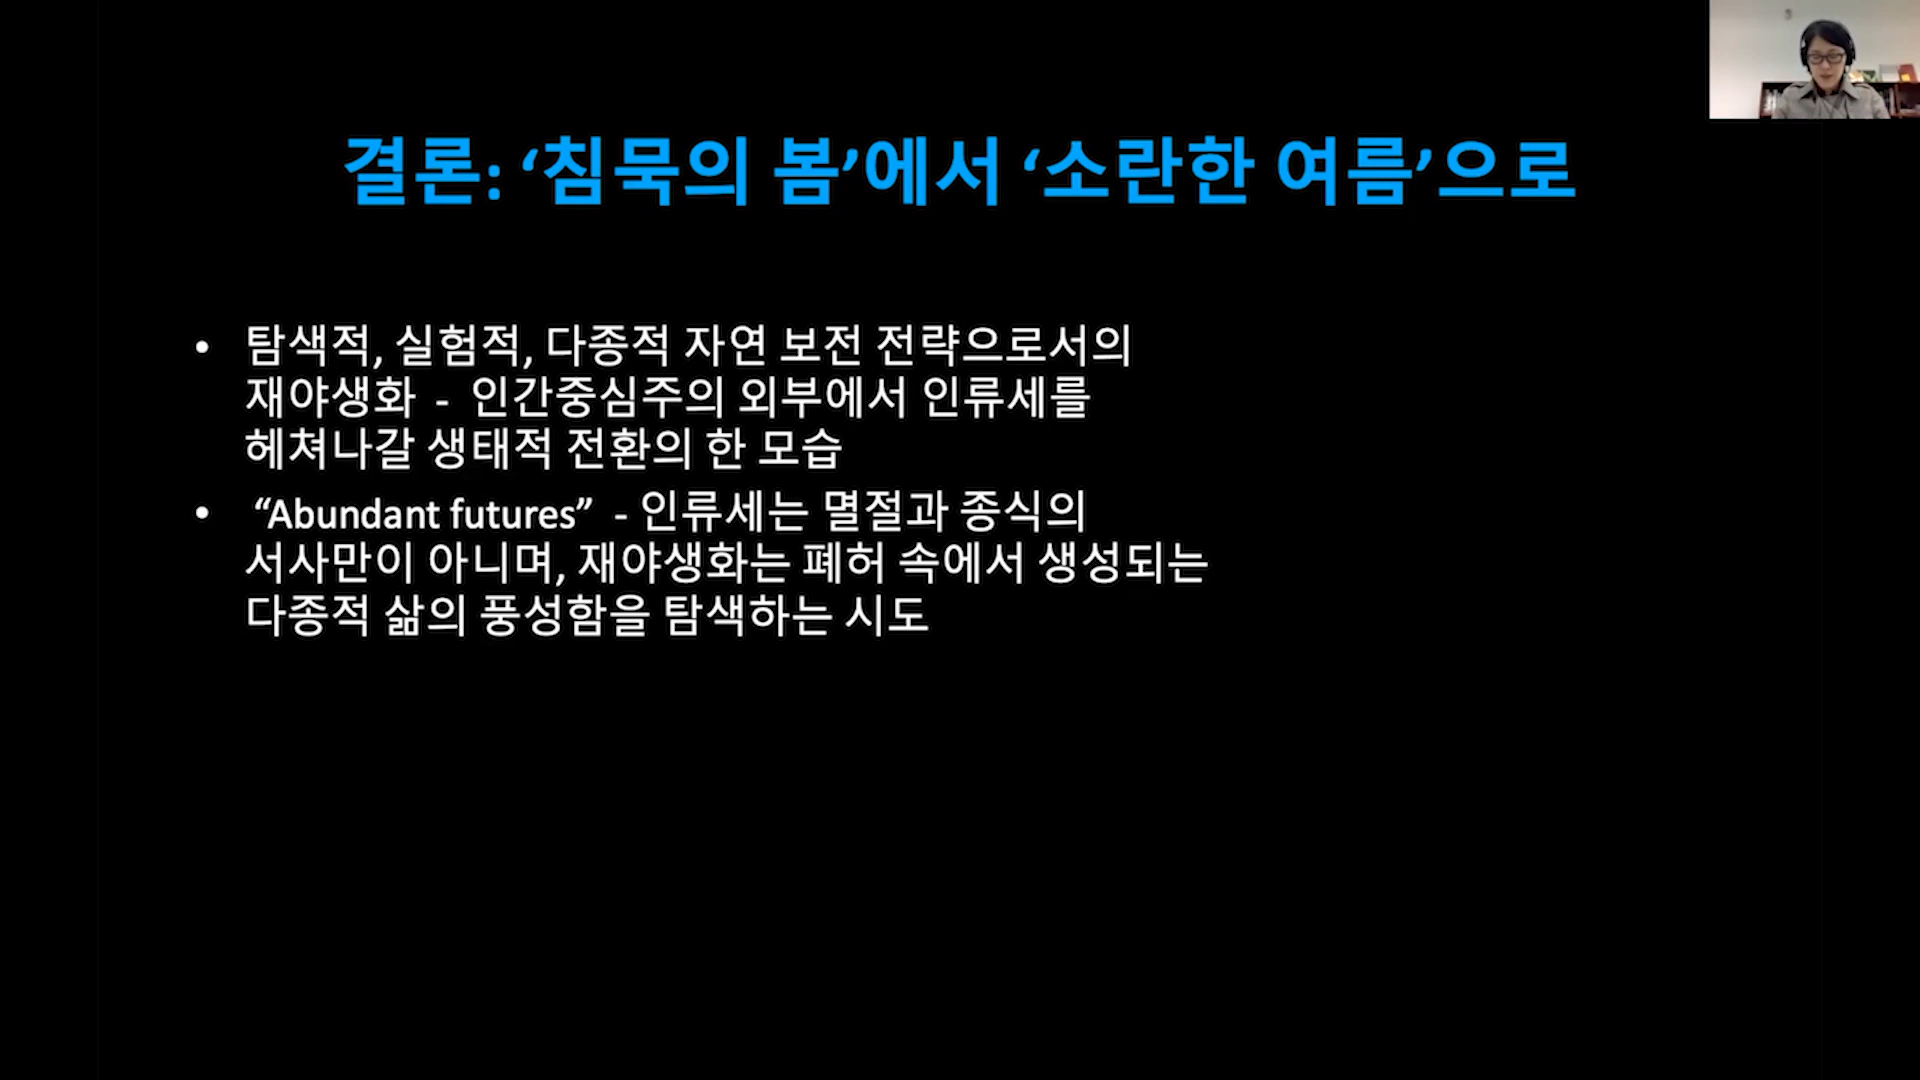 결론: ‘침묵의 봄’에서 ‘소란한 여름’으로
• 탐색적, 실험적, 다종적 자연 보전 전략으로서의
재야생화 - 인간중심주의 외부에서 인류세를
헤쳐나갈 생태적 전환의 한 모습
• “Abundant futures” - 인류세는 멸절과 종식의
서사만이 아니며, 재야생화는 폐허 속에서 생성되는
다종적 삶의 풍성함을 탐색하는 시도